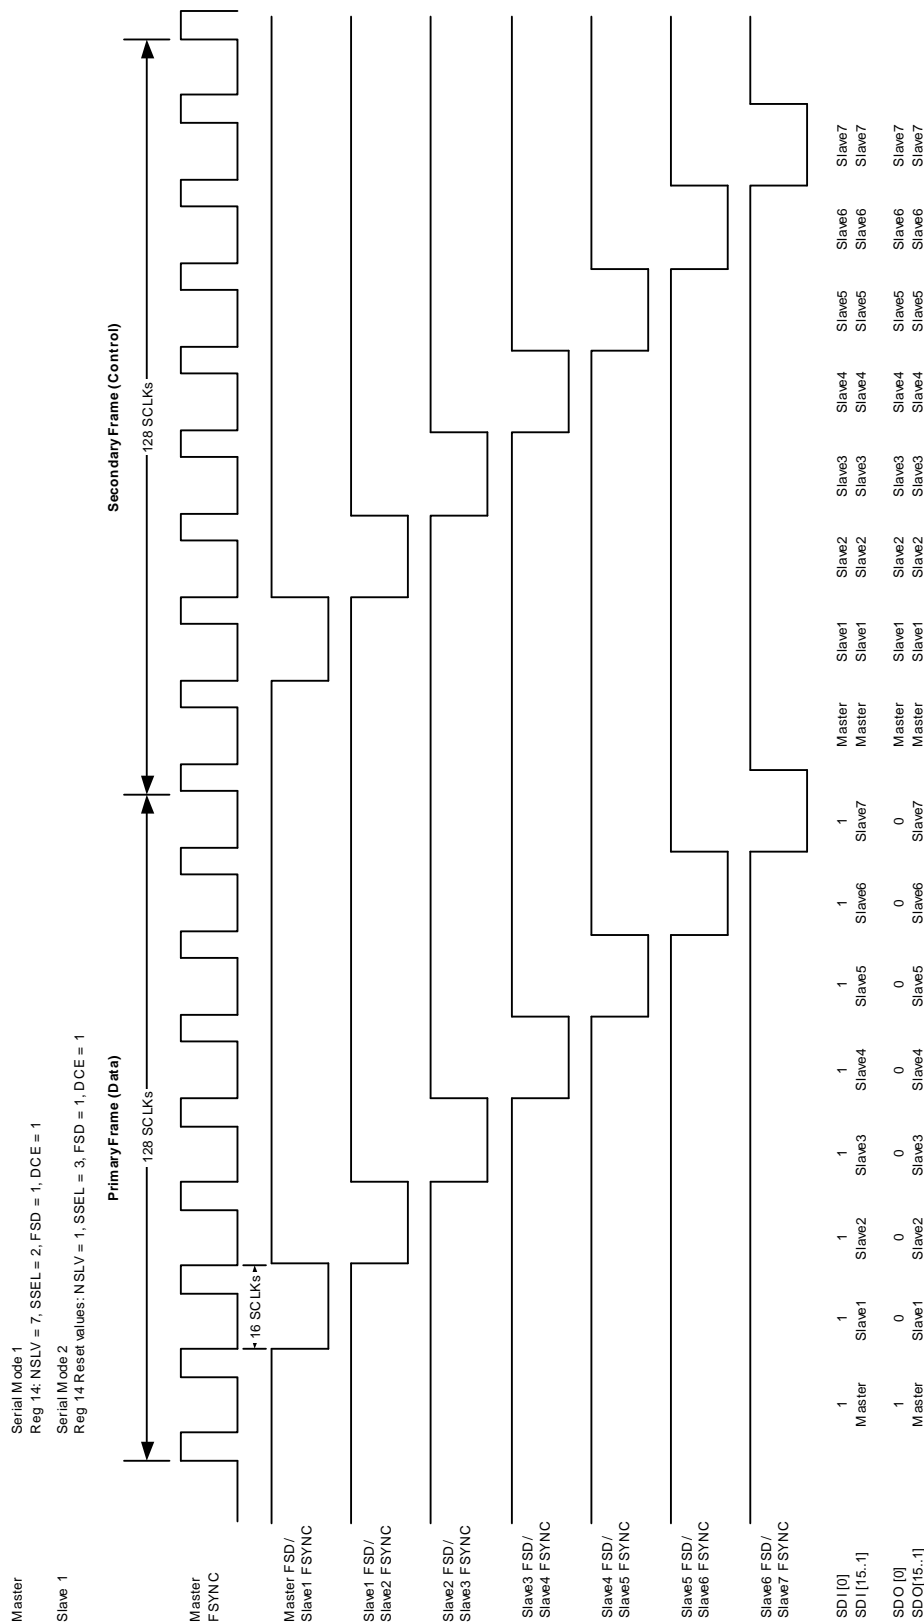 Master Serial Mode 1
Reg 14: NSLV = 7, SSEL = 2, FSD = 1, DCE = 1
Slave 1 Serial Mode 2
Reg 14 Reset values: NSLV = 1, SSEL = 3, FSD = 1, DCE = 1
Primary Frame (Data) Secondary Frame (Control)
128 SCLKs 128 SCLKs
Master
FSYNC
16 SCLKs
Master FSD/
Slave1 FSYNC
Slave1 FSD/
Slave2 FSYNC
Slave2 FSD/
Slave3 FSYNC
Slave3 FSD/
Slave4 FSYNC
Slave4 FSD/
Slave5 FSYNC
Slave5 FSD/
Slave6 FSYNC
Slave6 FSD/
Slave7 FSYNC
SDI [0] 1 1 1 1 1 1 1 1 Master Slave1 Slave2 Slave3 Slave4 Slave5 Slave6 Slave7
SDI [15..1] Master Slave1 Slave2 Slave3 Slave4 Slave5 Slave6 Slave7 Master Slave1 Slave2 Slave3 Slave4 Slave5 Slave6 Slave7
SDO [0] 1 0 0 0 0 0 0 0 Master Slave1 Slave2 Slave3 Slave4 Slave5 Slave6 Slave7
SDO[15..1] Master Slave1 Slave2 Slave3 Slave4 Slave5 Slave6 Slave7 Master Slave1 Slave2 Slave3 Slave4 Slave5 Slave6 Slave7